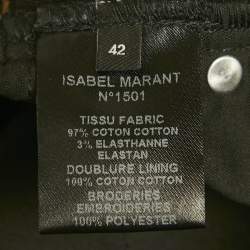 42
ISABEL MARANT
N°1501
TISSU FABRIC
97% COTON COTTON
3% ELASTHANNE
ELASTAN
DOUBLURE LINING
100% COTON COTTON
BRODERIES
EMBROIDERIES
100% POLYESTER